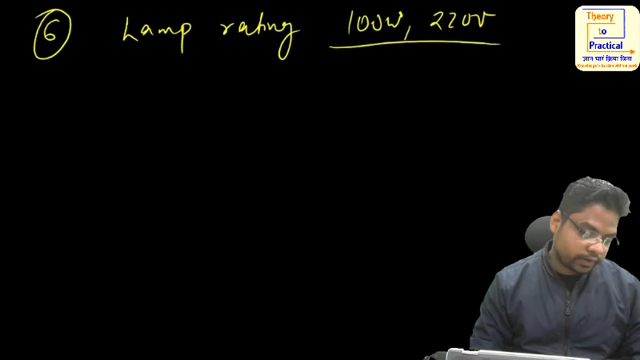 6 Lamp rating 100W, 220V
Theory
to
Practical
ज्ञान भारं क्रिया बिना